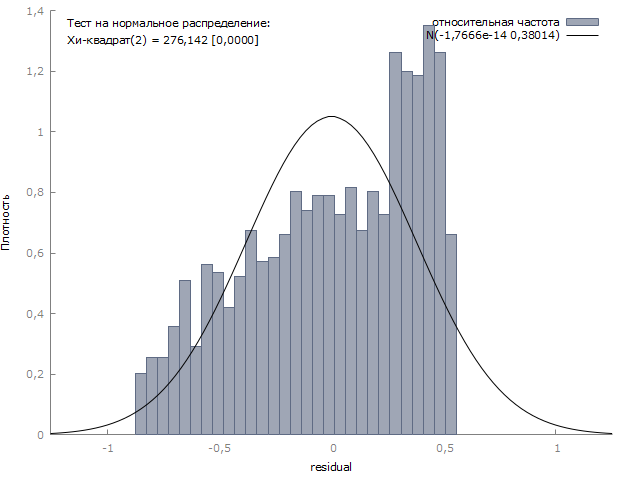 Тест на нормальное распределение:
Хи-квадрат(2) = 276,142 [0,0000]
относительная частота
N(-1,7666e-14 0,38014)
Плотность
1,4
1,2
1
0,8
0,6
0,4
0,2
0
-1
-0,5
0
0,5
1
residual